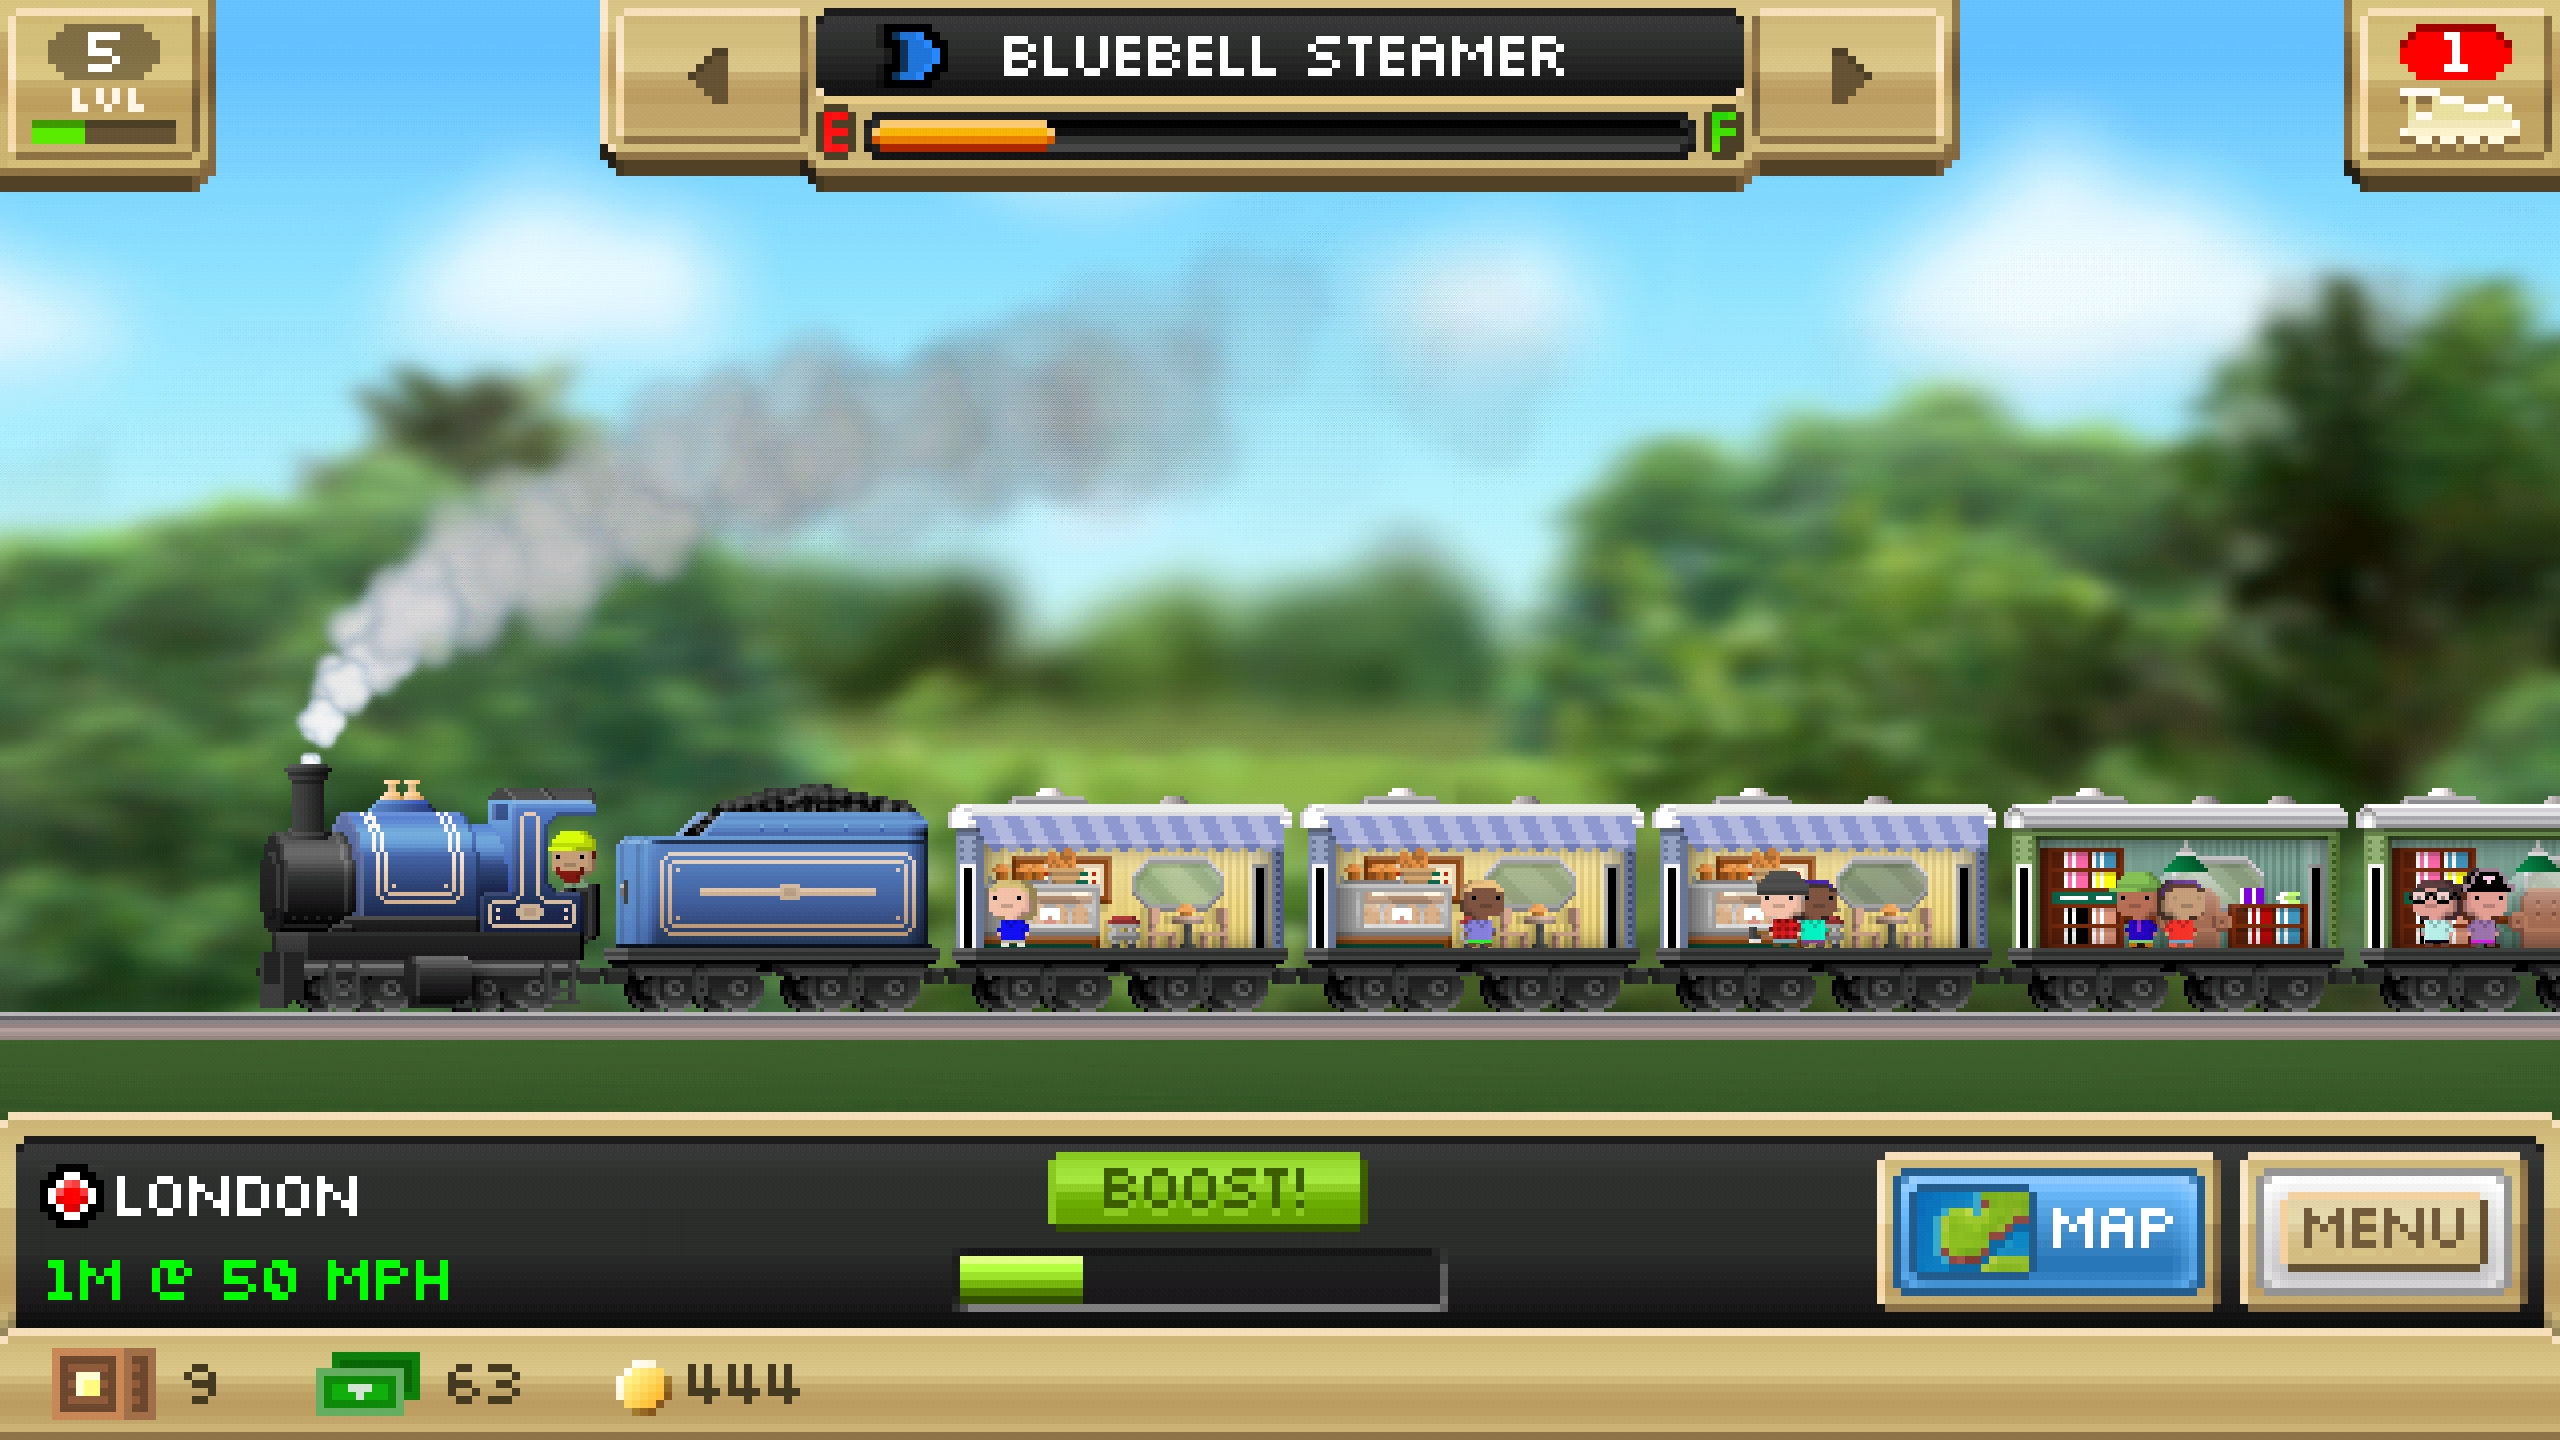 5
LVL
BLUEBELL STEAMER
E F
1
LONDON
1M @ 50 MPH
BOOST!
MAP
MENU
9 63 444